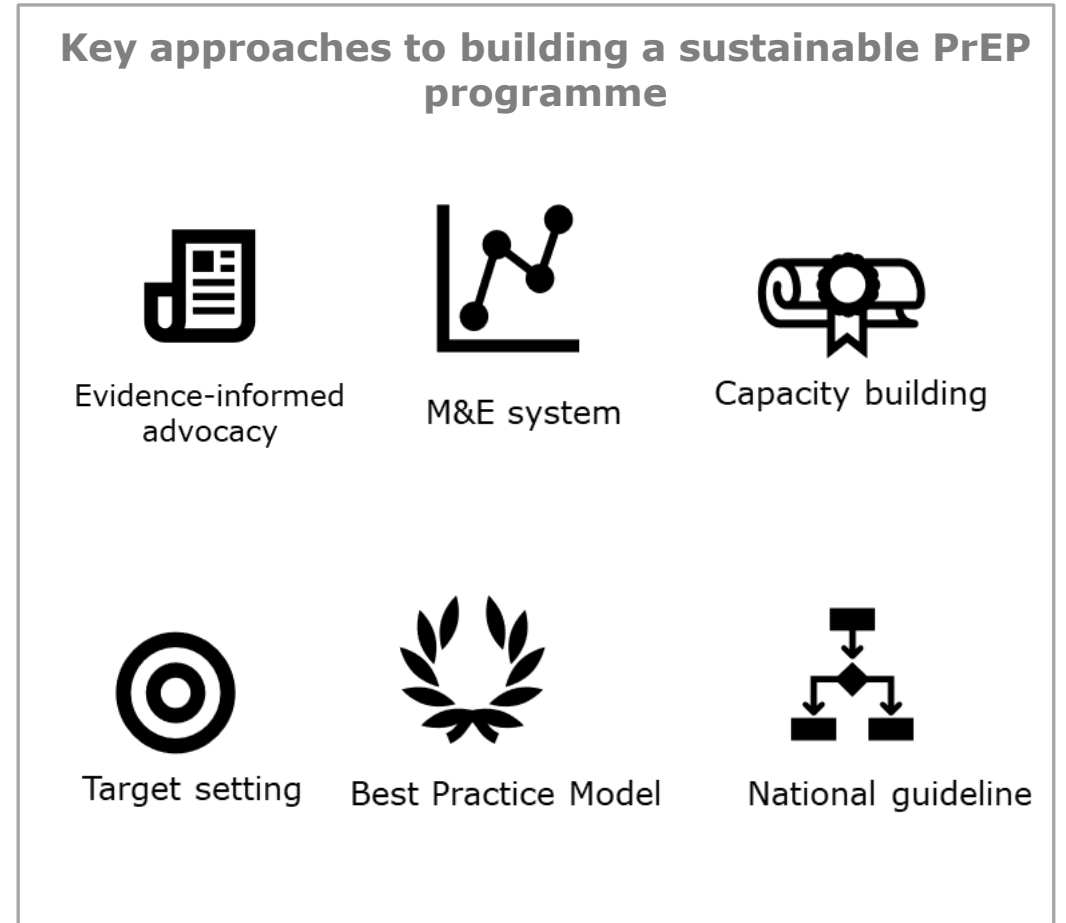 Key approaches to building a sustainable PrEP
programme
Evidence-informed
advocacy
M&E system
Capacity building
Target setting
Best Practice Model
National guideline